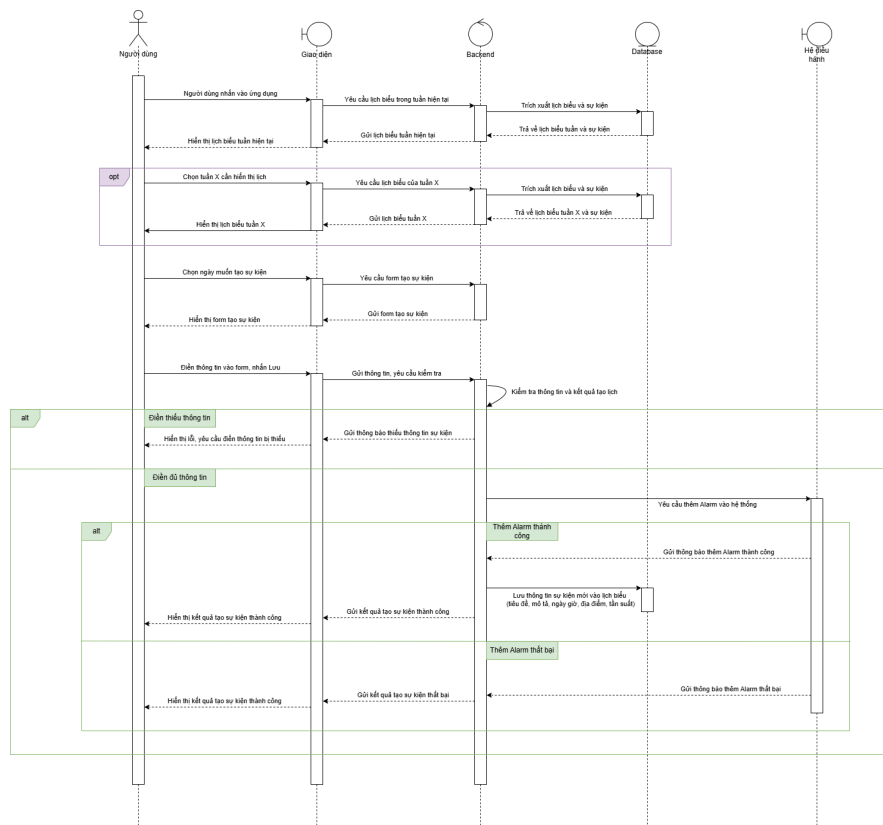 Người dùng
Giao diện
Backend
Database
Hệ điều
hành
Người dùng nhấn vào ứng dụng
Yêu cầu lịch biểu trong tuần hiện tại
Trích xuất lịch biểu và sự kiện
Trả về lịch biểu tuần và sự kiện
Gửi lịch biểu tuần hiện tại
Hiển thị lịch biểu tuần hiện tại
opt
Chọn tuần X cần hiển thị lịch
Yêu cầu lịch biểu của tuần X
Trích xuất lịch biểu và sự kiện
Trả về lịch biểu tuần X và sự kiện
Gửi lịch biểu tuần X
Hiển thị lịch biểu tuần X
Chọn ngày muốn tạo sự kiện
Yêu cầu form tạo sự kiện
Gửi form tạo sự kiện
Hiển thị form tạo sự kiện
Điền thông tin vào form, nhấn Lưu
Gửi thông tin, yêu cầu kiểm tra
Kiểm tra thông tin và kết quả tạo lịch
alt
Điền thiếu thông tin
Gửi thông báo thiếu thông tin sự kiện
Hiển thị lỗi, yêu cầu điền thông tin bị thiếu
Điền đủ thông tin
Yêu cầu thêm Alarm vào hệ thống
alt
Thêm Alarm thành
công
Gửi thông báo thêm Alarm thành công
Lưu thông tin sự kiện mới vào lịch biểu
(tiêu đề, mô tả, ngày giờ, địa điểm, tần suất)
Gửi kết quả tạo sự kiện thành công
Hiển thị kết quả tạo sự kiện thành công
Thêm Alarm thất bại
Gửi thông báo thêm Alarm thất bại
Gửi kết quả tạo sự kiện thất bại
Hiển thị kết quả tạo sự kiện thành công